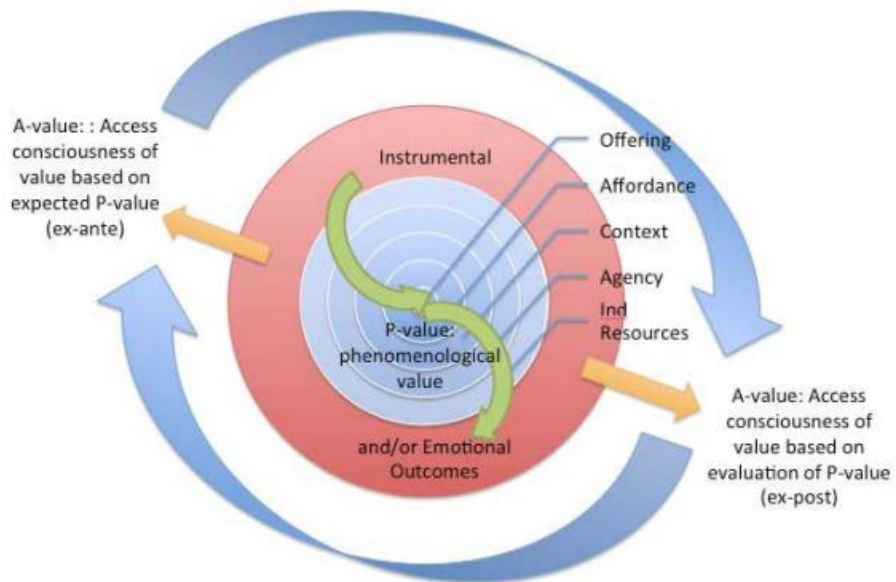 A-value: : Access
consciousness of
value based on
expected P-value
(ex-ante)
Instrumental
Offering
Affordance
Context
Agency
Ind
Resources
P-value:
phenomenological
value
and/or Emotional
Outcomes
A-value: Access
consciousness of
value based on
evaluation of P-value
(ex-post)